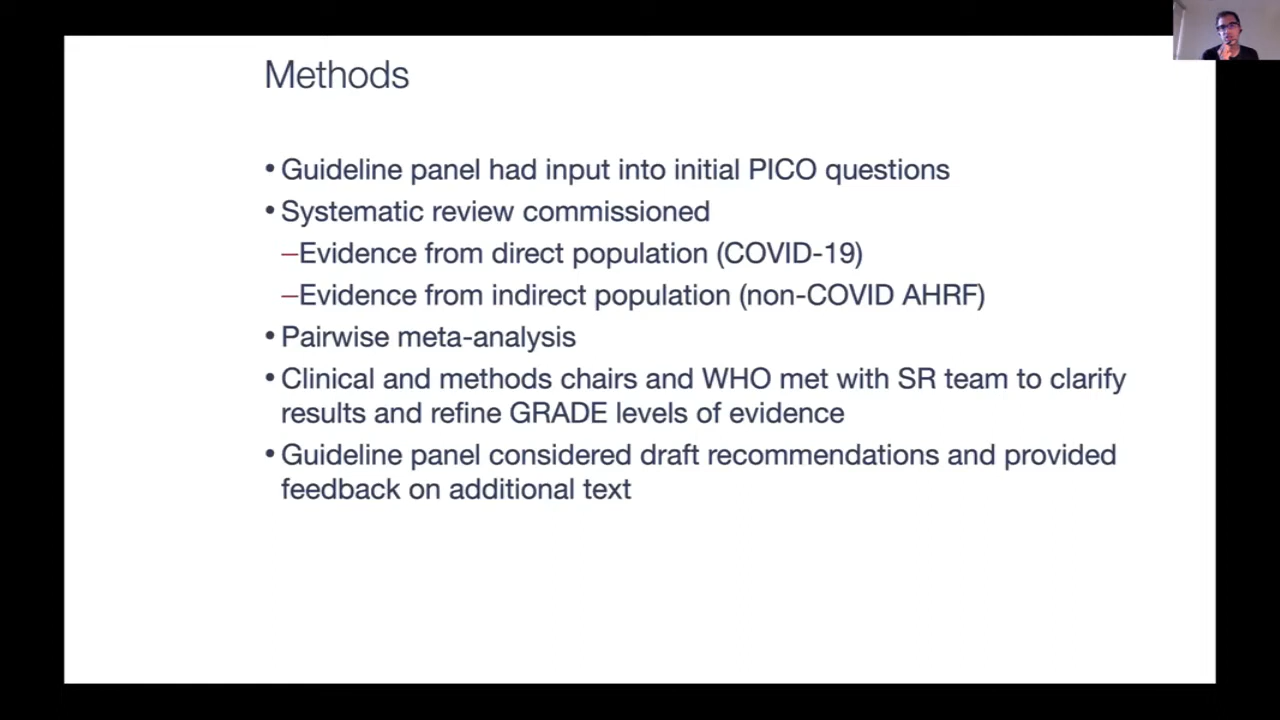 Methods
• Guideline panel had input into initial PICO questions
• Systematic review commissioned
–Evidence from direct population (COVID-19)
–Evidence from indirect population (non-COVID AHRF)
• Pairwise meta-analysis
• Clinical and methods chairs and WHO met with SR team to clarify
results and refine GRADE levels of evidence
• Guideline panel considered draft recommendations and provided
feedback on additional text